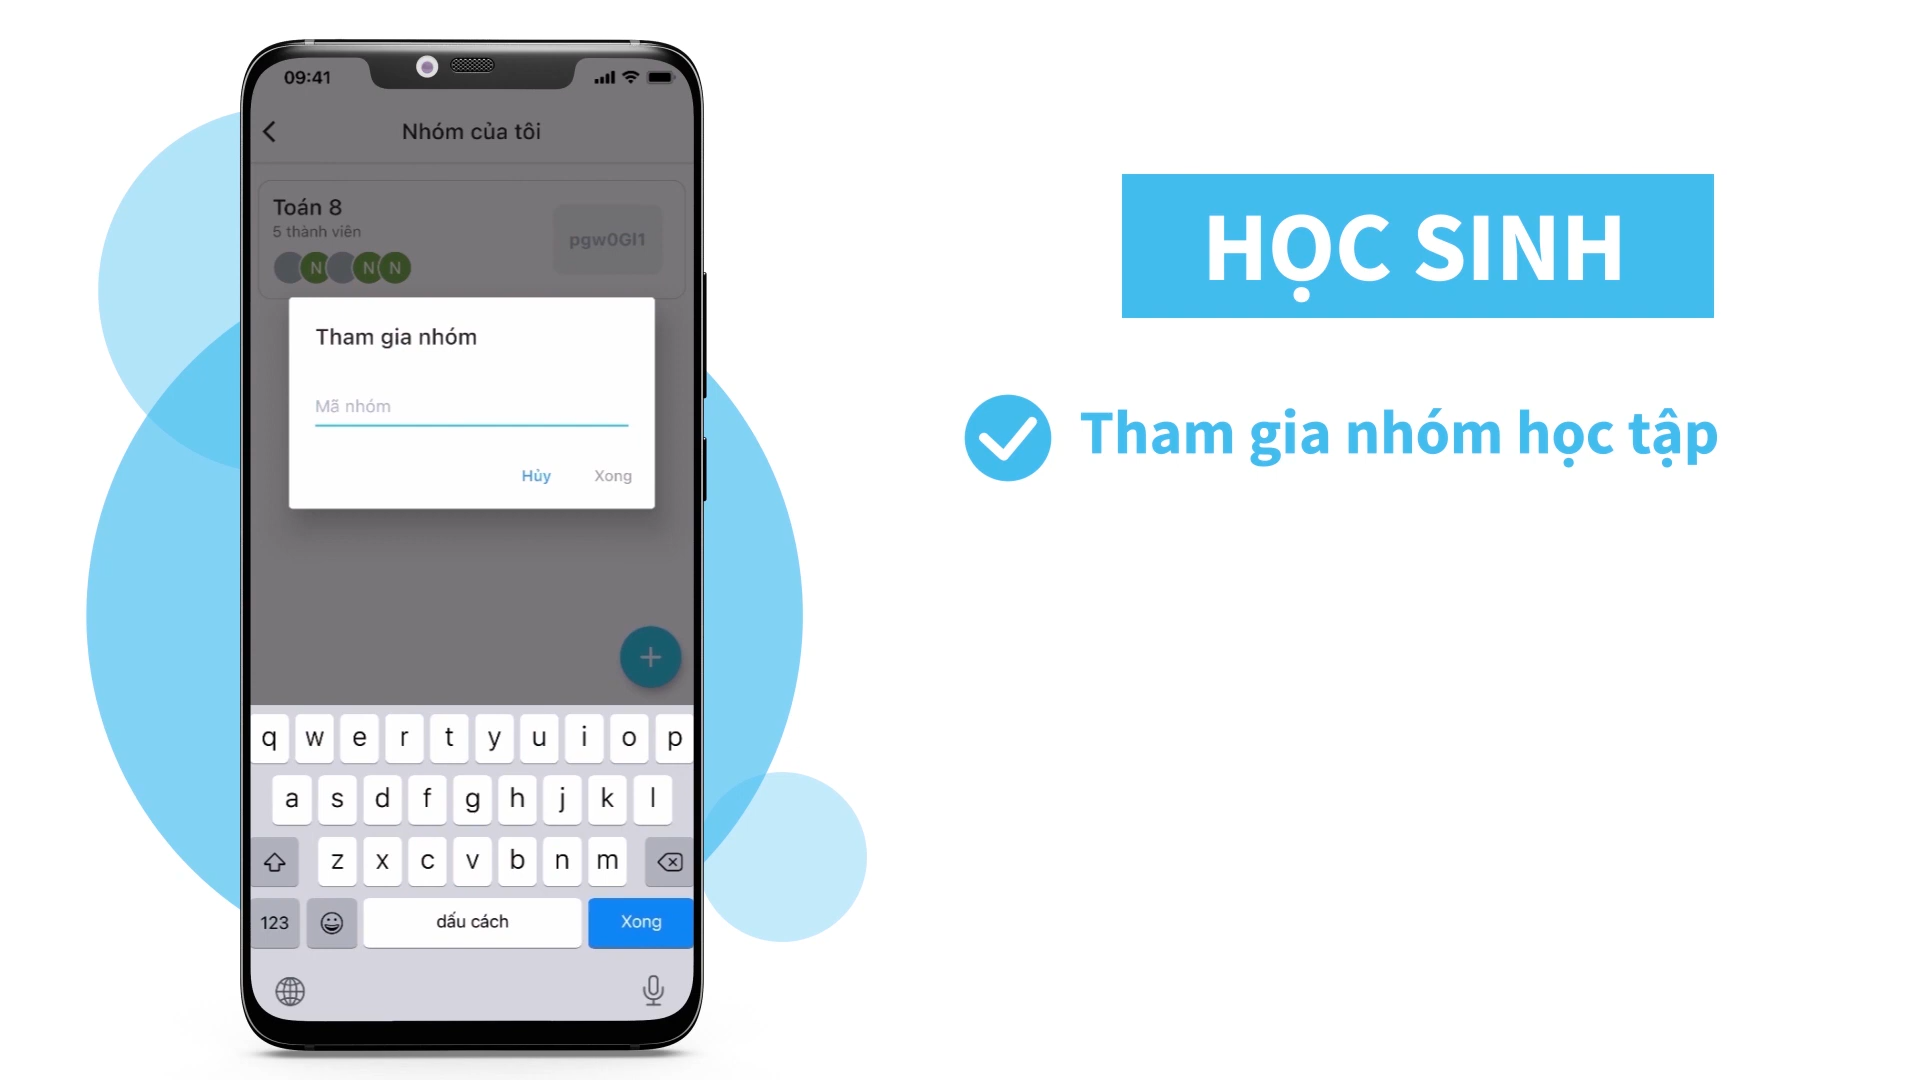 09:41
Nhóm của tôi
Toán 8
5 thành viên
pgw0Gl1
N N N
Tham gia nhóm
Mã nhóm
Hủy Xong
q w e r t y u i o p
a s d f g h j k l
z x c v b n m
123 dấu cách Xong
HỌC SINH
Tham gia nhóm học tập